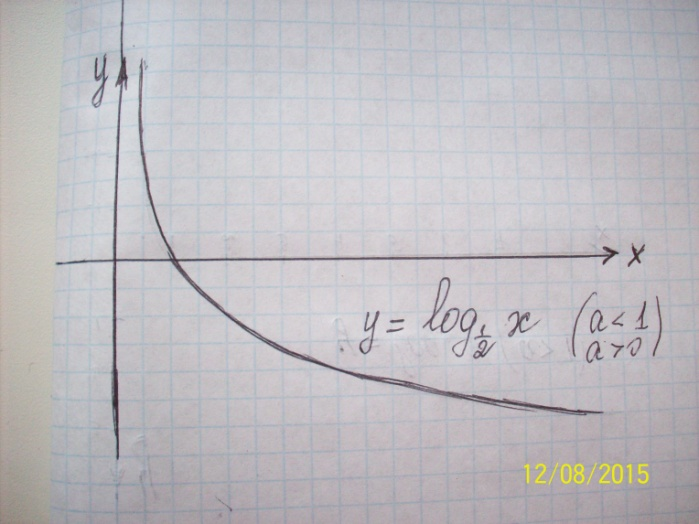 y
x
y = log½ x (a < 1
a > 0)
12/08/2015